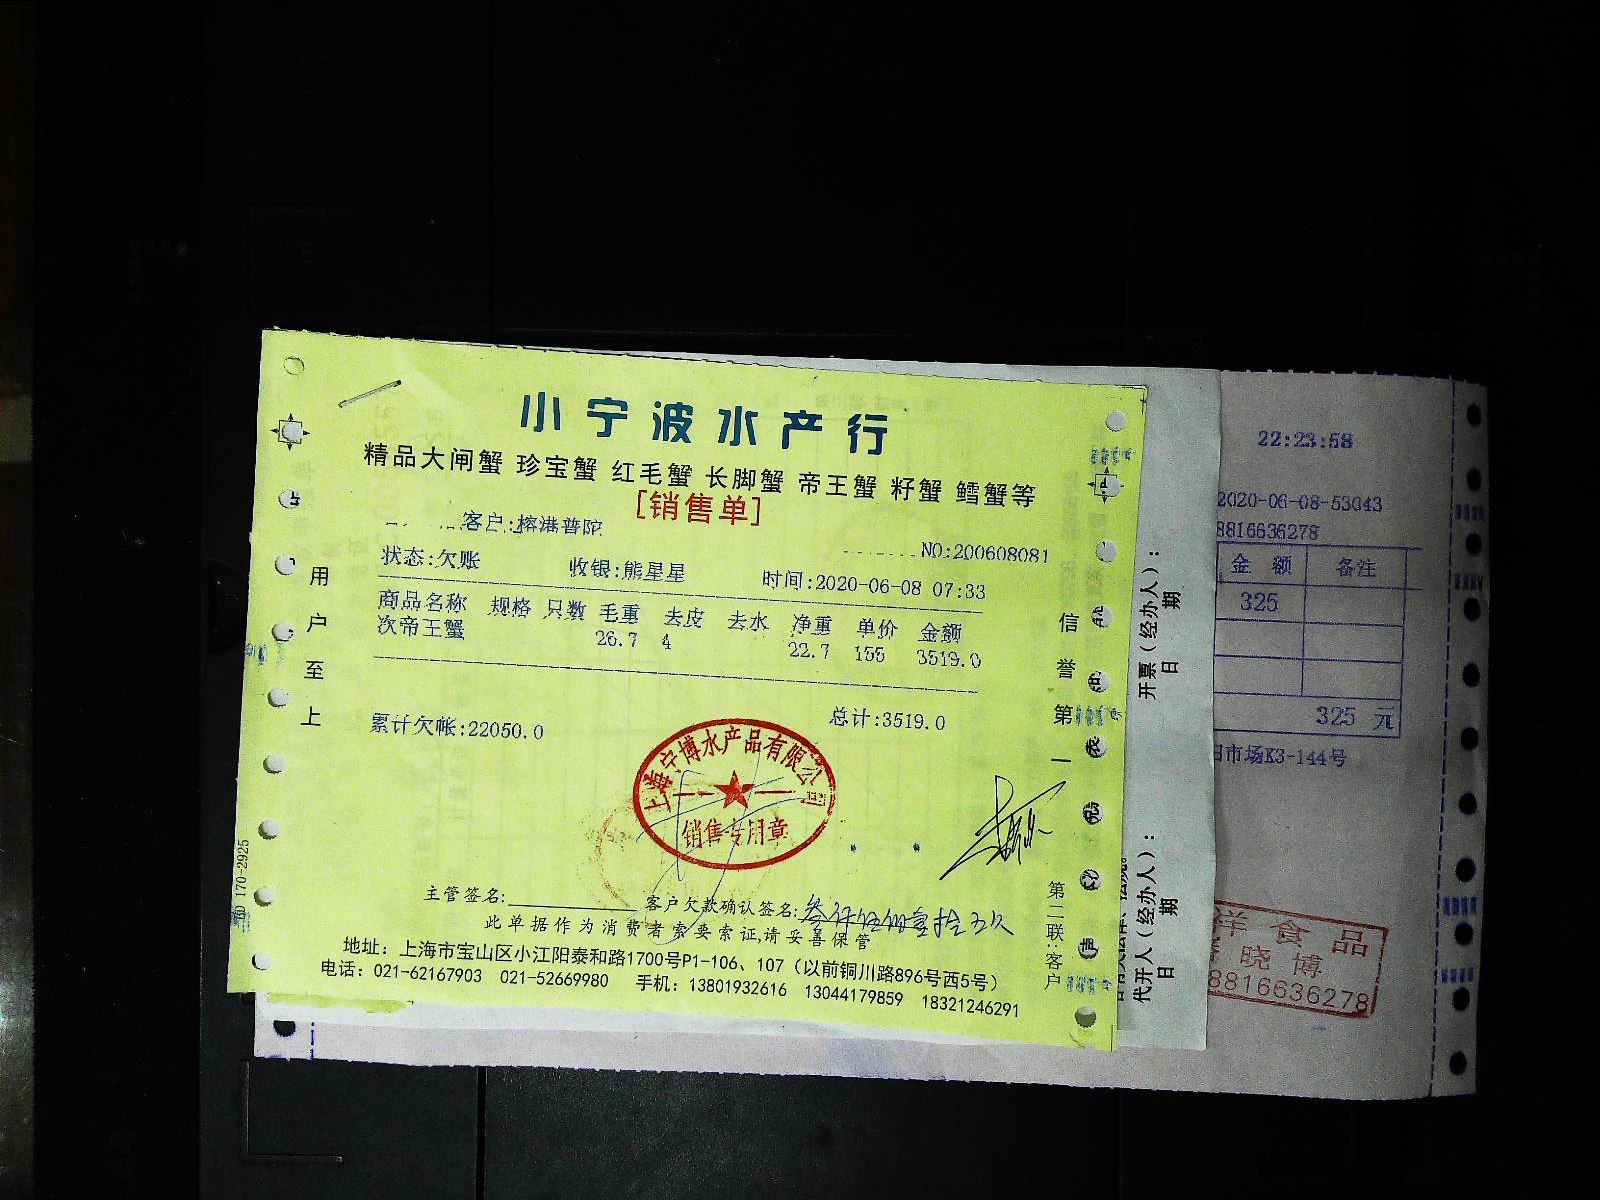 小宁波水产行
精品大闸蟹 珍宝蟹 红毛蟹 长脚蟹 帝王蟹 籽蟹 鳕蟹等
[销售单]
客户:榕港普陀
NO:200608081
状态:欠账 收银:熊星星 时间:2020-06-08 07:33
商品名称 规格 只数 毛重 去皮 去水 净重 单价 金额
次帝王蟹 26.7 4 22.7 155 3519.0
累计欠帐:22050.0 总计:3519.0
上海宁博水产品有限公司
销售专用章
主管签名: 客户欠款确认签名:
此单据作为消费者索要索证,请妥善保管
地址：上海市宝山区小江阳泰和路1700号P1-106、107（以前铜川路896号西5号）
电话：021-62167903 021-52669980 手机：13801932616 13044179859 18321246291
用户至上
信誉第一
第二联:客户
170-2925
开票（经办人）：
日期
代开人（经办人）：
日期
22:23:58
2020-06-08-53043
8816636278
金额 备注
325
325 元
市场K3-144号
洋食品
晓博
8816636278